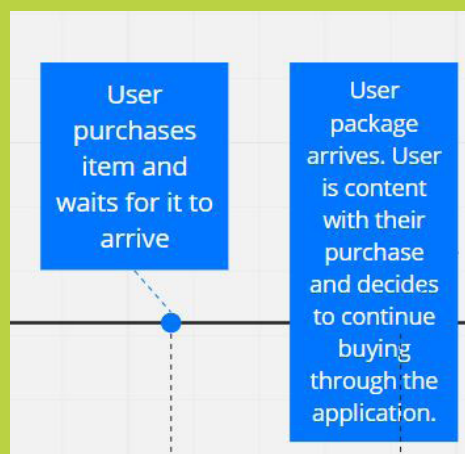 User
purchases
item and
waits for it to
arrive
User
package
arrives. User
is content
with their
purchase
and decides
to continue
buying
through the
application.